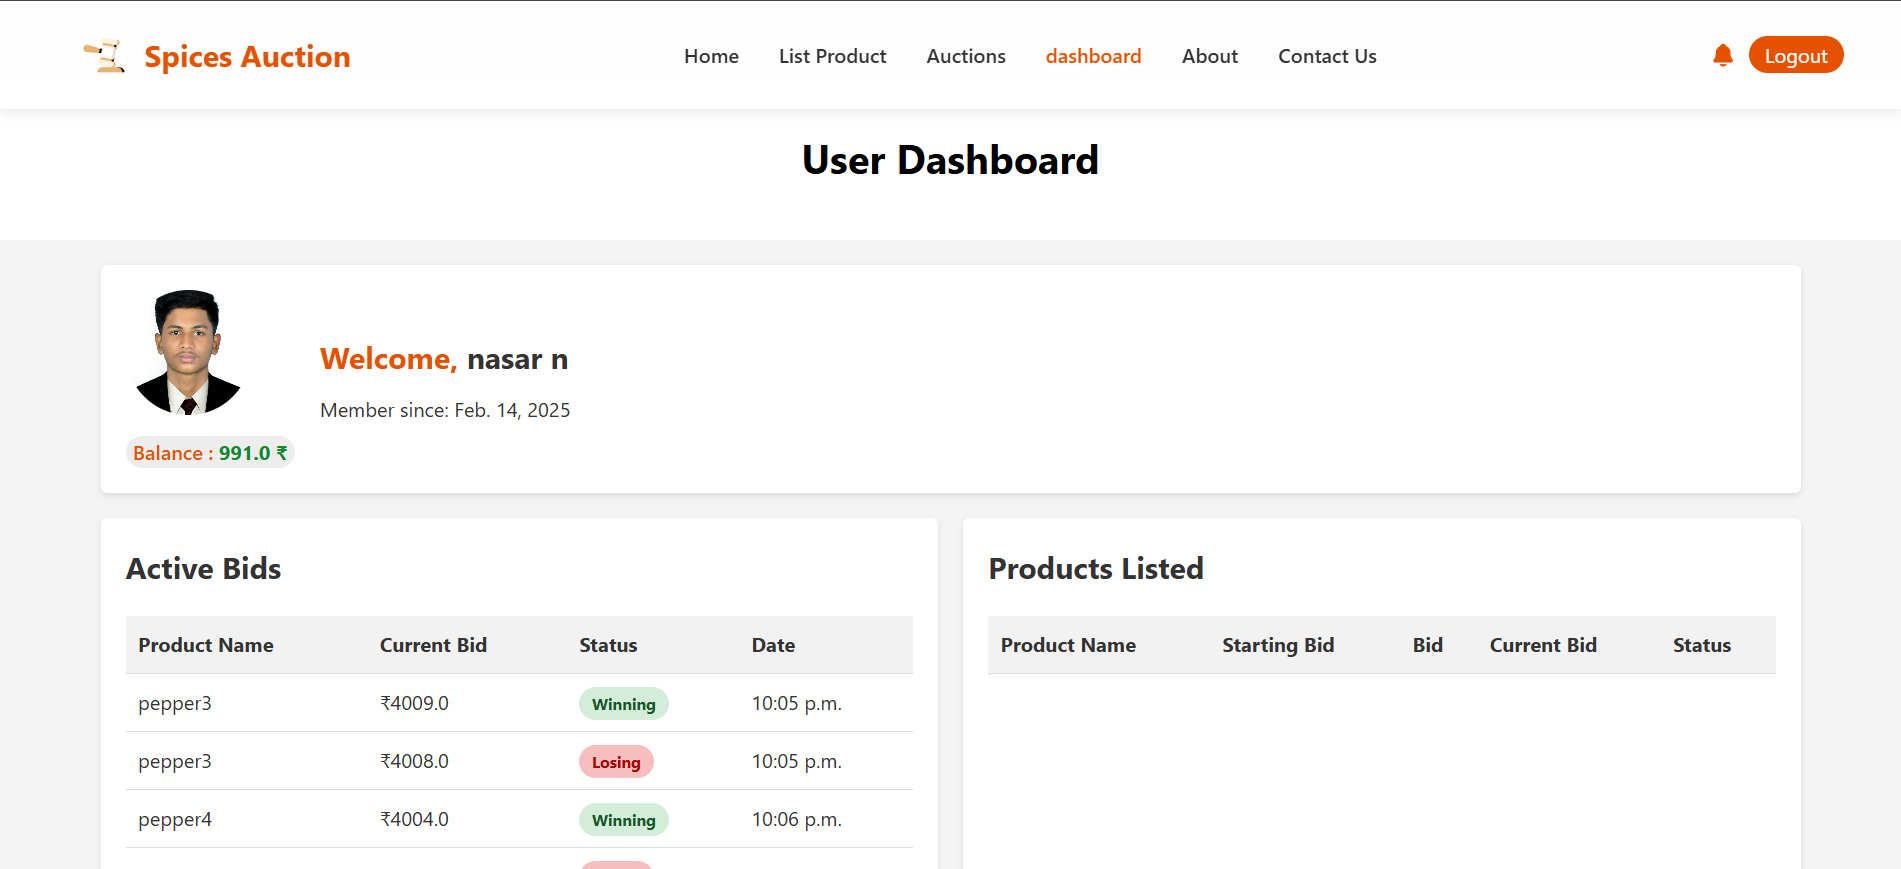 Spices Auction
Home List Product Auctions dashboard About Contact Us
Logout
User Dashboard
Welcome, nasar n
Member since: Feb. 14, 2025
Balance : 991.0 ₹
Active Bids
Product Name Current Bid Status Date
pepper3 ₹4009.0 Winning 10:05 p.m.
pepper3 ₹4008.0 Losing 10:05 p.m.
pepper4 ₹4004.0 Winning 10:06 p.m.
Products Listed
Product Name Starting Bid Bid Current Bid Status